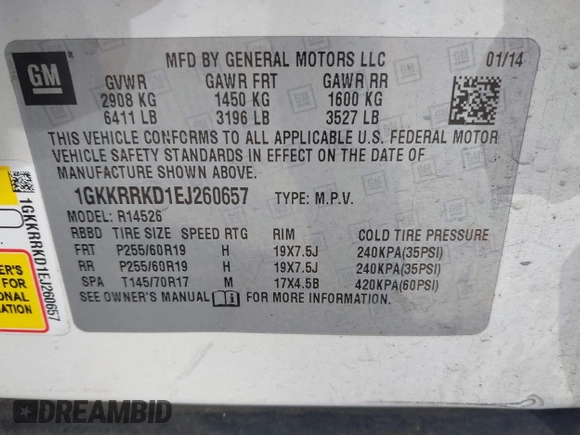 GM
MFD BY GENERAL MOTORS LLC 01/14
GVWR GAWR FRT GAWR RR
2908 KG 1450 KG 1600 KG
6411 LB 3196 LB 3527 LB
THIS VEHICLE CONFORMS TO ALL APPLICABLE U.S. FEDERAL MOTOR
VEHICLE SAFETY STANDARDS IN EFFECT ON THE DATE OF
MANUFACTURE SHOWN ABOVE.
1GKKRRKD1EJ260657 TYPE: M.P.V.
MODEL: R14526
RBBD TIRE SIZE SPEED RTG RIM COLD TIRE PRESSURE
FRT P255/60R19 H 19X7.5J 240KPA(35PSI)
RR P255/60R19 H 19X7.5J 240KPA(35PSI)
SPA T145/70R17 M 17X4.5B 420KPA(60PSI)
SEE OWNER'S MANUAL FOR MORE INFORMATION
1GKKRRKD1EJ260657
FOR
ONAL
MATION
DREAMBID